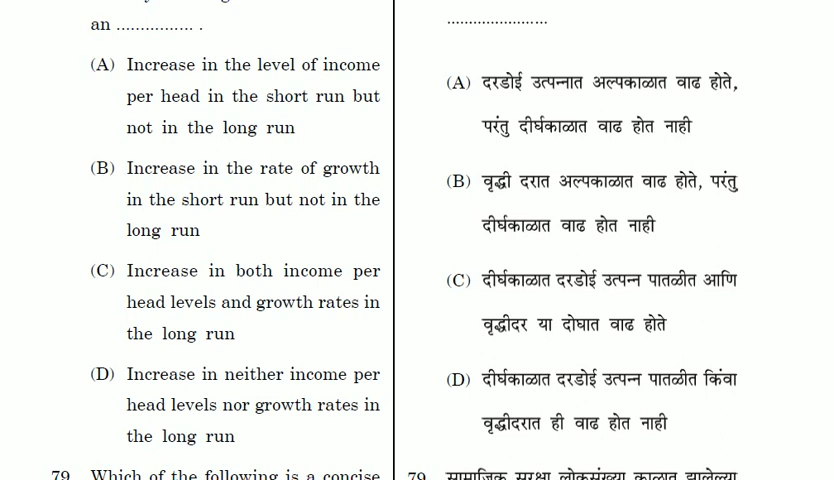 an ................ .
(A) Increase in the level of income
per head in the short run but
not in the long run
(B) Increase in the rate of growth
in the short run but not in the
long run
(C) Increase in both income per
head levels and growth rates in
the long run
(D) Increase in neither income per
head levels nor growth rates in
the long run
79. Which of the following is a concise
.......................
(A) दरडोई उत्पन्नात अल्पकाळात वाढ होते,
परंतु दीर्घकाळात वाढ होत नाही
(B) वृद्धी दरात अल्पकाळात वाढ होते, परंतु
दीर्घकाळात वाढ होत नाही
(C) दीर्घकाळात दरडोई उत्पन्न पातळीत आणि
वृद्धीदर या दोघात वाढ होते
(D) दीर्घकाळात दरडोई उत्पन्न पातळीत किंवा
वृद्धीदरात ही वाढ होत नाही
79. सामाजिक सुरक्षा लोकसंख्या काळात झालेल्या